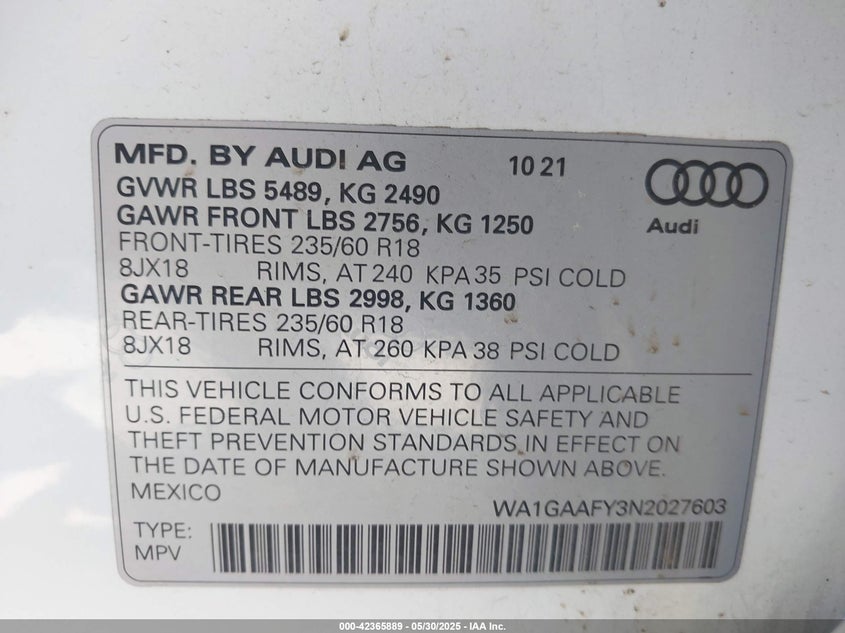 MFD. BY AUDI AG 10 21
GVWR LBS 5489, KG 2490
GAWR FRONT LBS 2756, KG 1250
Audi
FRONT-TIRES 235/60 R18
8JX18 RIMS, AT 240 KPA 35 PSI COLD
GAWR REAR LBS 2998, KG 1360
REAR-TIRES 235/60 R18
8JX18 RIMS, AT 260 KPA 38 PSI COLD
THIS VEHICLE CONFORMS TO ALL APPLICABLE
U.S. FEDERAL MOTOR VEHICLE SAFETY AND
THEFT PREVENTION STANDARDS IN EFFECT ON
THE DATE OF MANUFACTURE SHOWN ABOVE.
MEXICO
WA1GAAFY3N2027603
TYPE:
MPV
000-42365889 - 05/30/2025 - IAA Inc.